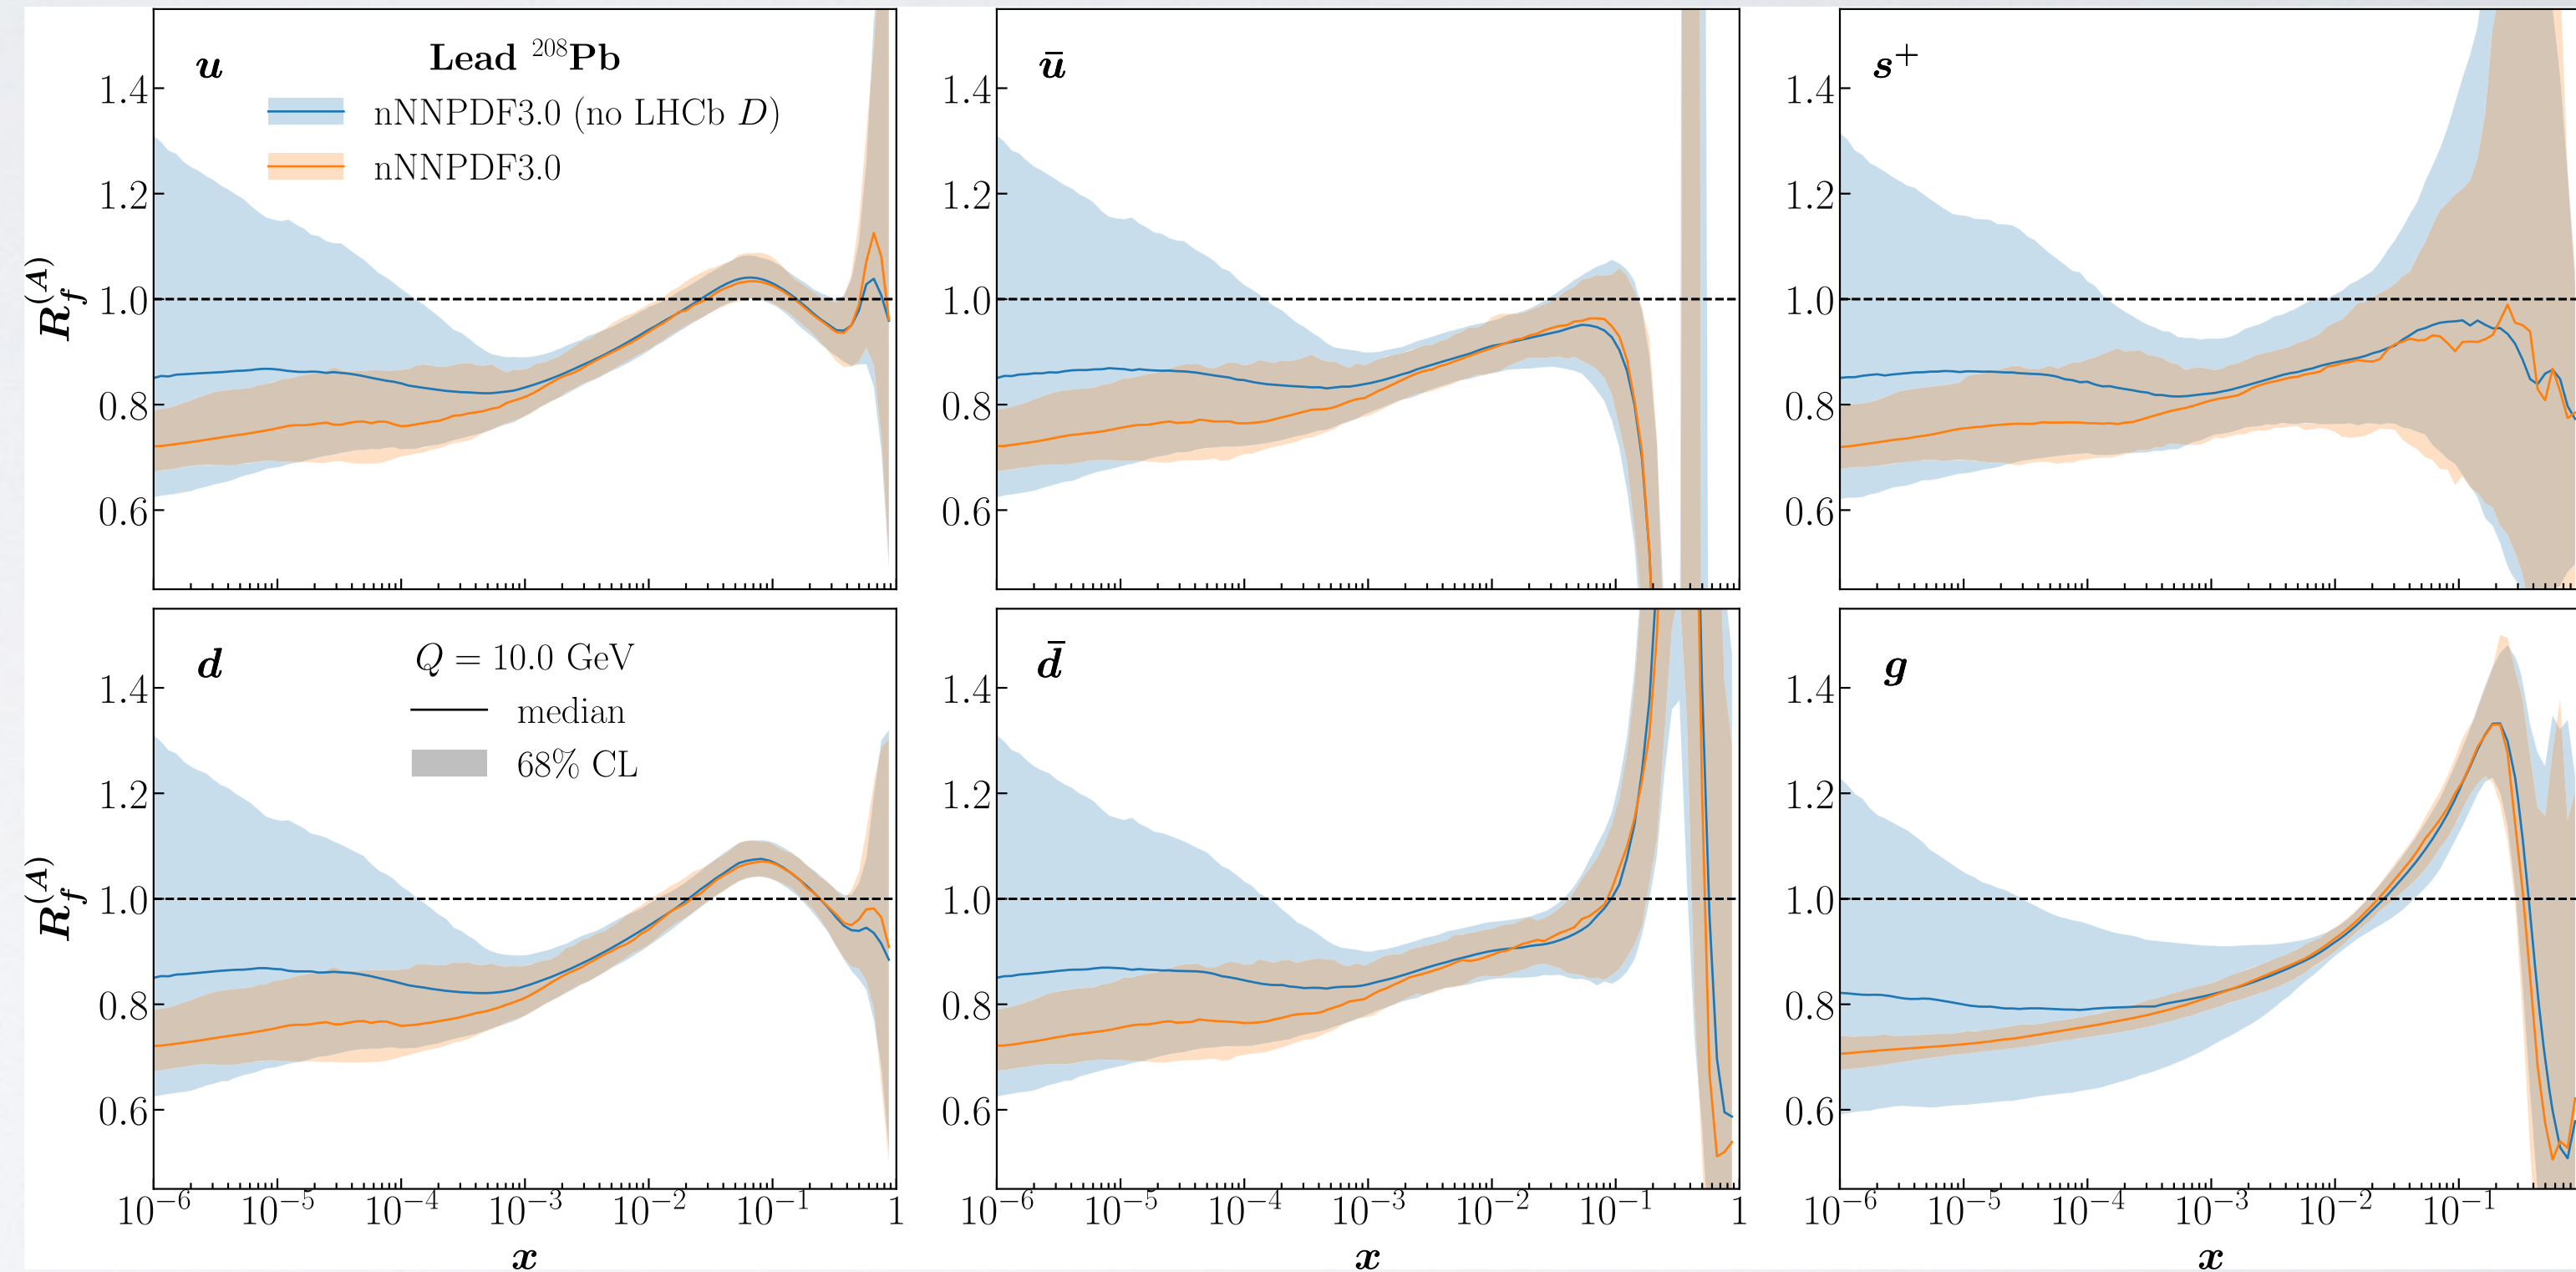 u
Lead ²⁰⁸Pb
nNNPDF3.0 (no LHCb D)
nNNPDF3.0
R_f^{(A)}
1.4
1.2
1.0
0.8
0.6
ū
1.4
1.2
1.0
0.8
0.6
s⁺
1.4
1.2
1.0
0.8
0.6
d
Q = 10.0 GeV
median
68% CL
R_f^{(A)}
1.4
1.2
1.0
0.8
0.6
10⁻⁶ 10⁻⁵ 10⁻⁴ 10⁻³ 10⁻² 10⁻¹ 1
x
d̄
1.4
1.2
1.0
0.8
0.6
10⁻⁶ 10⁻⁵ 10⁻⁴ 10⁻³ 10⁻² 10⁻¹ 1
x
g
1.4
1.2
1.0
0.8
0.6
10⁻⁶ 10⁻⁵ 10⁻⁴ 10⁻³ 10⁻² 10⁻¹
x